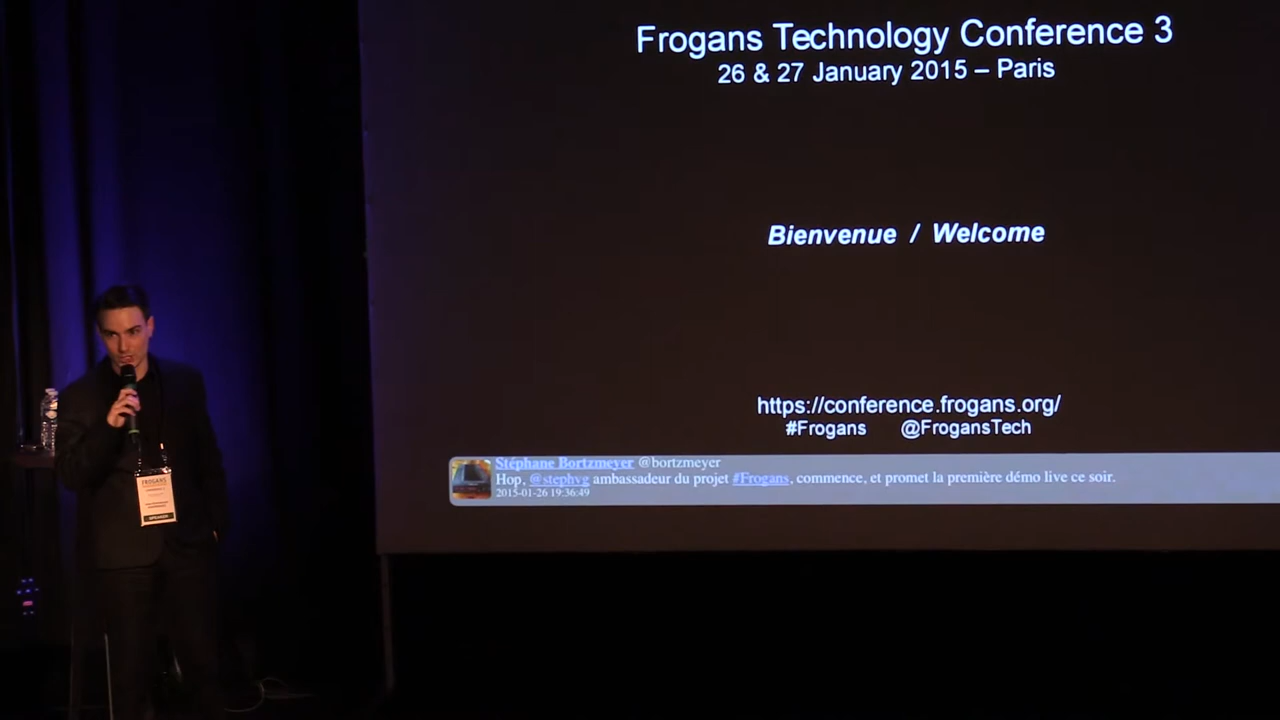 Frogans Technology Conference 3
26 & 27 January 2015 – Paris
Bienvenue / Welcome
https://conference.frogans.org/
#Frogans @FrogansTech
Stéphane Bortzmeyer @bortzmeyer
Hop, @stephvg ambassadeur du projet #Frogans, commence, et promet la première démo live ce soir.
2015-01-26 19:36:49
FROGANS
SPEAKER